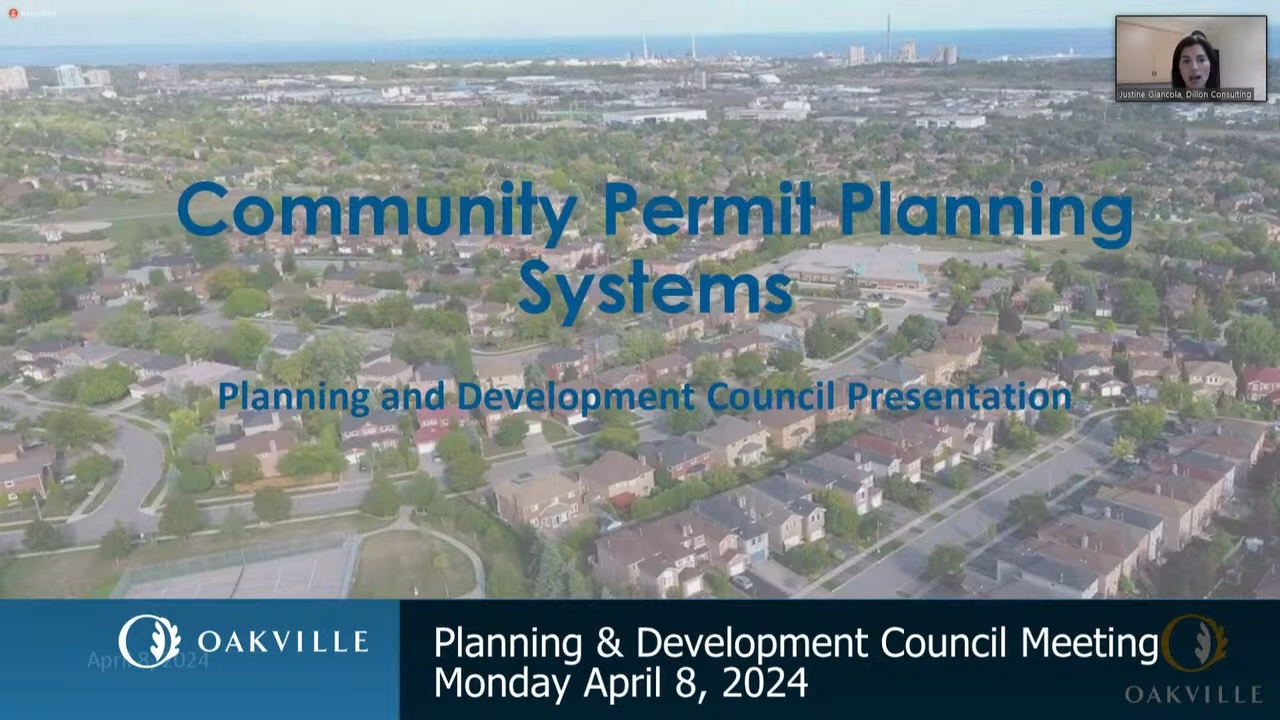 Recording
Justine Giancola, Dillon Consulting
Community Permit Planning
Systems
Planning and Development Council Presentation
OAKVILLE
April 8, 2024
Planning & Development Council Meeting
Monday April 8, 2024
OAKVILLE